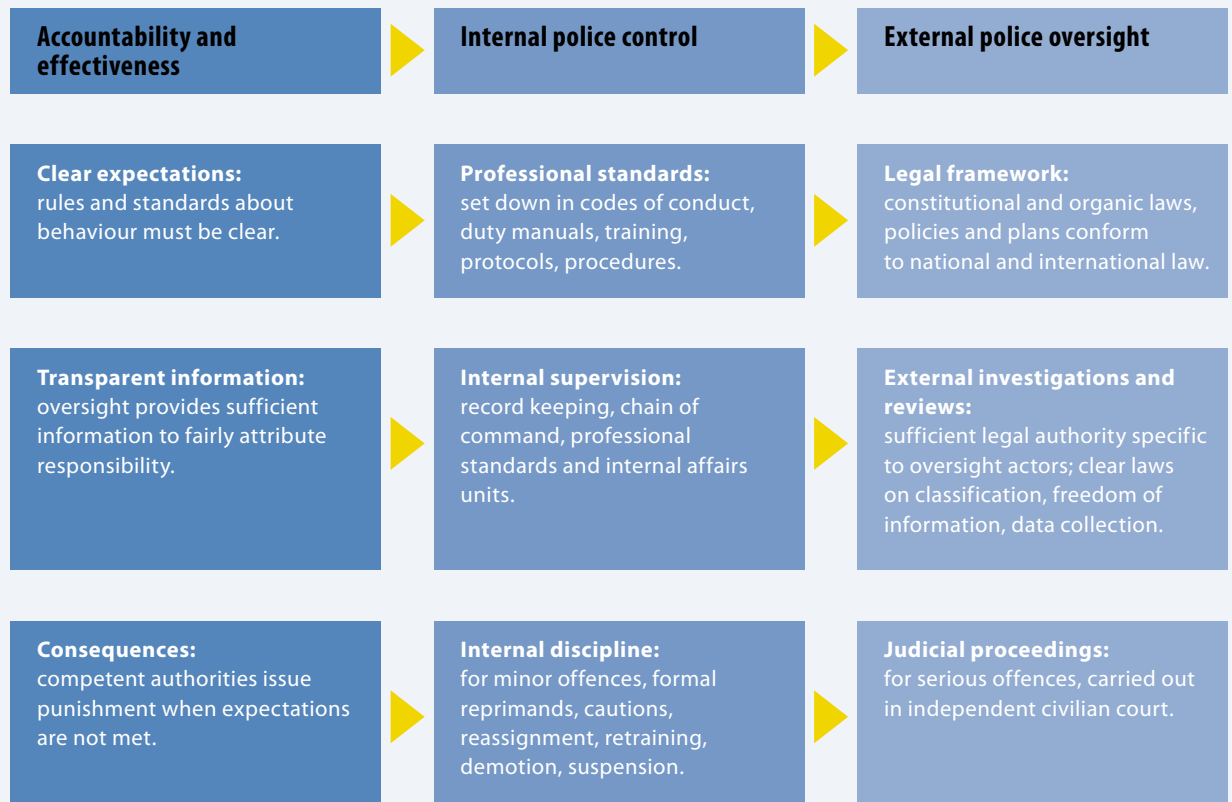 Accountability and
effectiveness
Internal police control
External police oversight
Clear expectations:
rules and standards about
behaviour must be clear.
Professional standards:
set down in codes of conduct,
duty manuals, training,
protocols, procedures.
Legal framework:
constitutional and organic laws,
policies and plans conform
to national and international law.
Transparent information:
oversight provides sufficient
information to fairly attribute
responsibility.
Internal supervision:
record keeping, chain of
command, professional
standards and internal affairs
units.
External investigations and
reviews:
sufficient legal authority specific
to oversight actors; clear laws
on classification, freedom of
information, data collection.
Consequences:
competent authorities issue
punishment when expectations
are not met.
Internal discipline:
for minor offences, formal
reprimands, cautions,
reassignment, retraining,
demotion, suspension.
Judicial proceedings:
for serious offences, carried out
in independent civilian court.